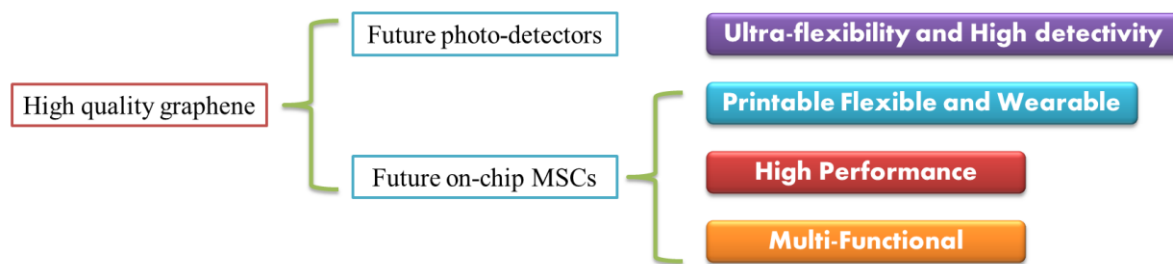 High quality graphene
Future photo-detectors
Ultra-flexibility and High detectivity
Future on-chip MSCs
Printable Flexible and Wearable
High Performance
Multi-Functional